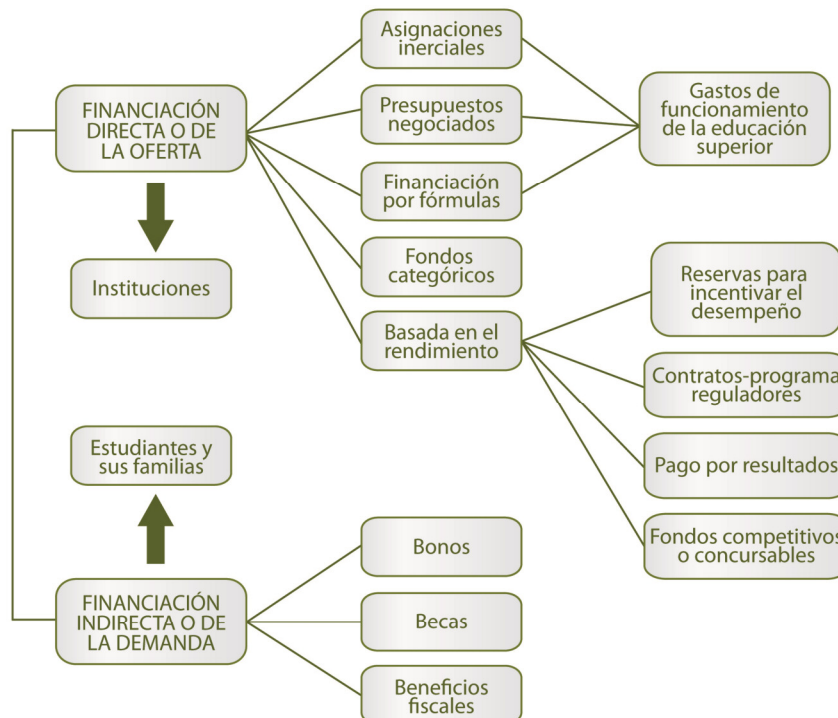 FINANCIACIÓN
DIRECTA O DE
LA OFERTA
Instituciones
Asignaciones
inerciales
Presupuestos
negociados
Financiación
por fórmulas
Fondos
categóricos
Basada en el
rendimiento
Gastos de
funcionamiento
de la educación
superior
Reservas para
incentivar el
desempeño
Contratos-programa
reguladores
Pago por resultados
Fondos competitivos
o concursables
Estudiantes y
sus familias
FINANCIACIÓN
INDIRECTA O DE
LA DEMANDA
Bonos
Becas
Beneficios
fiscales